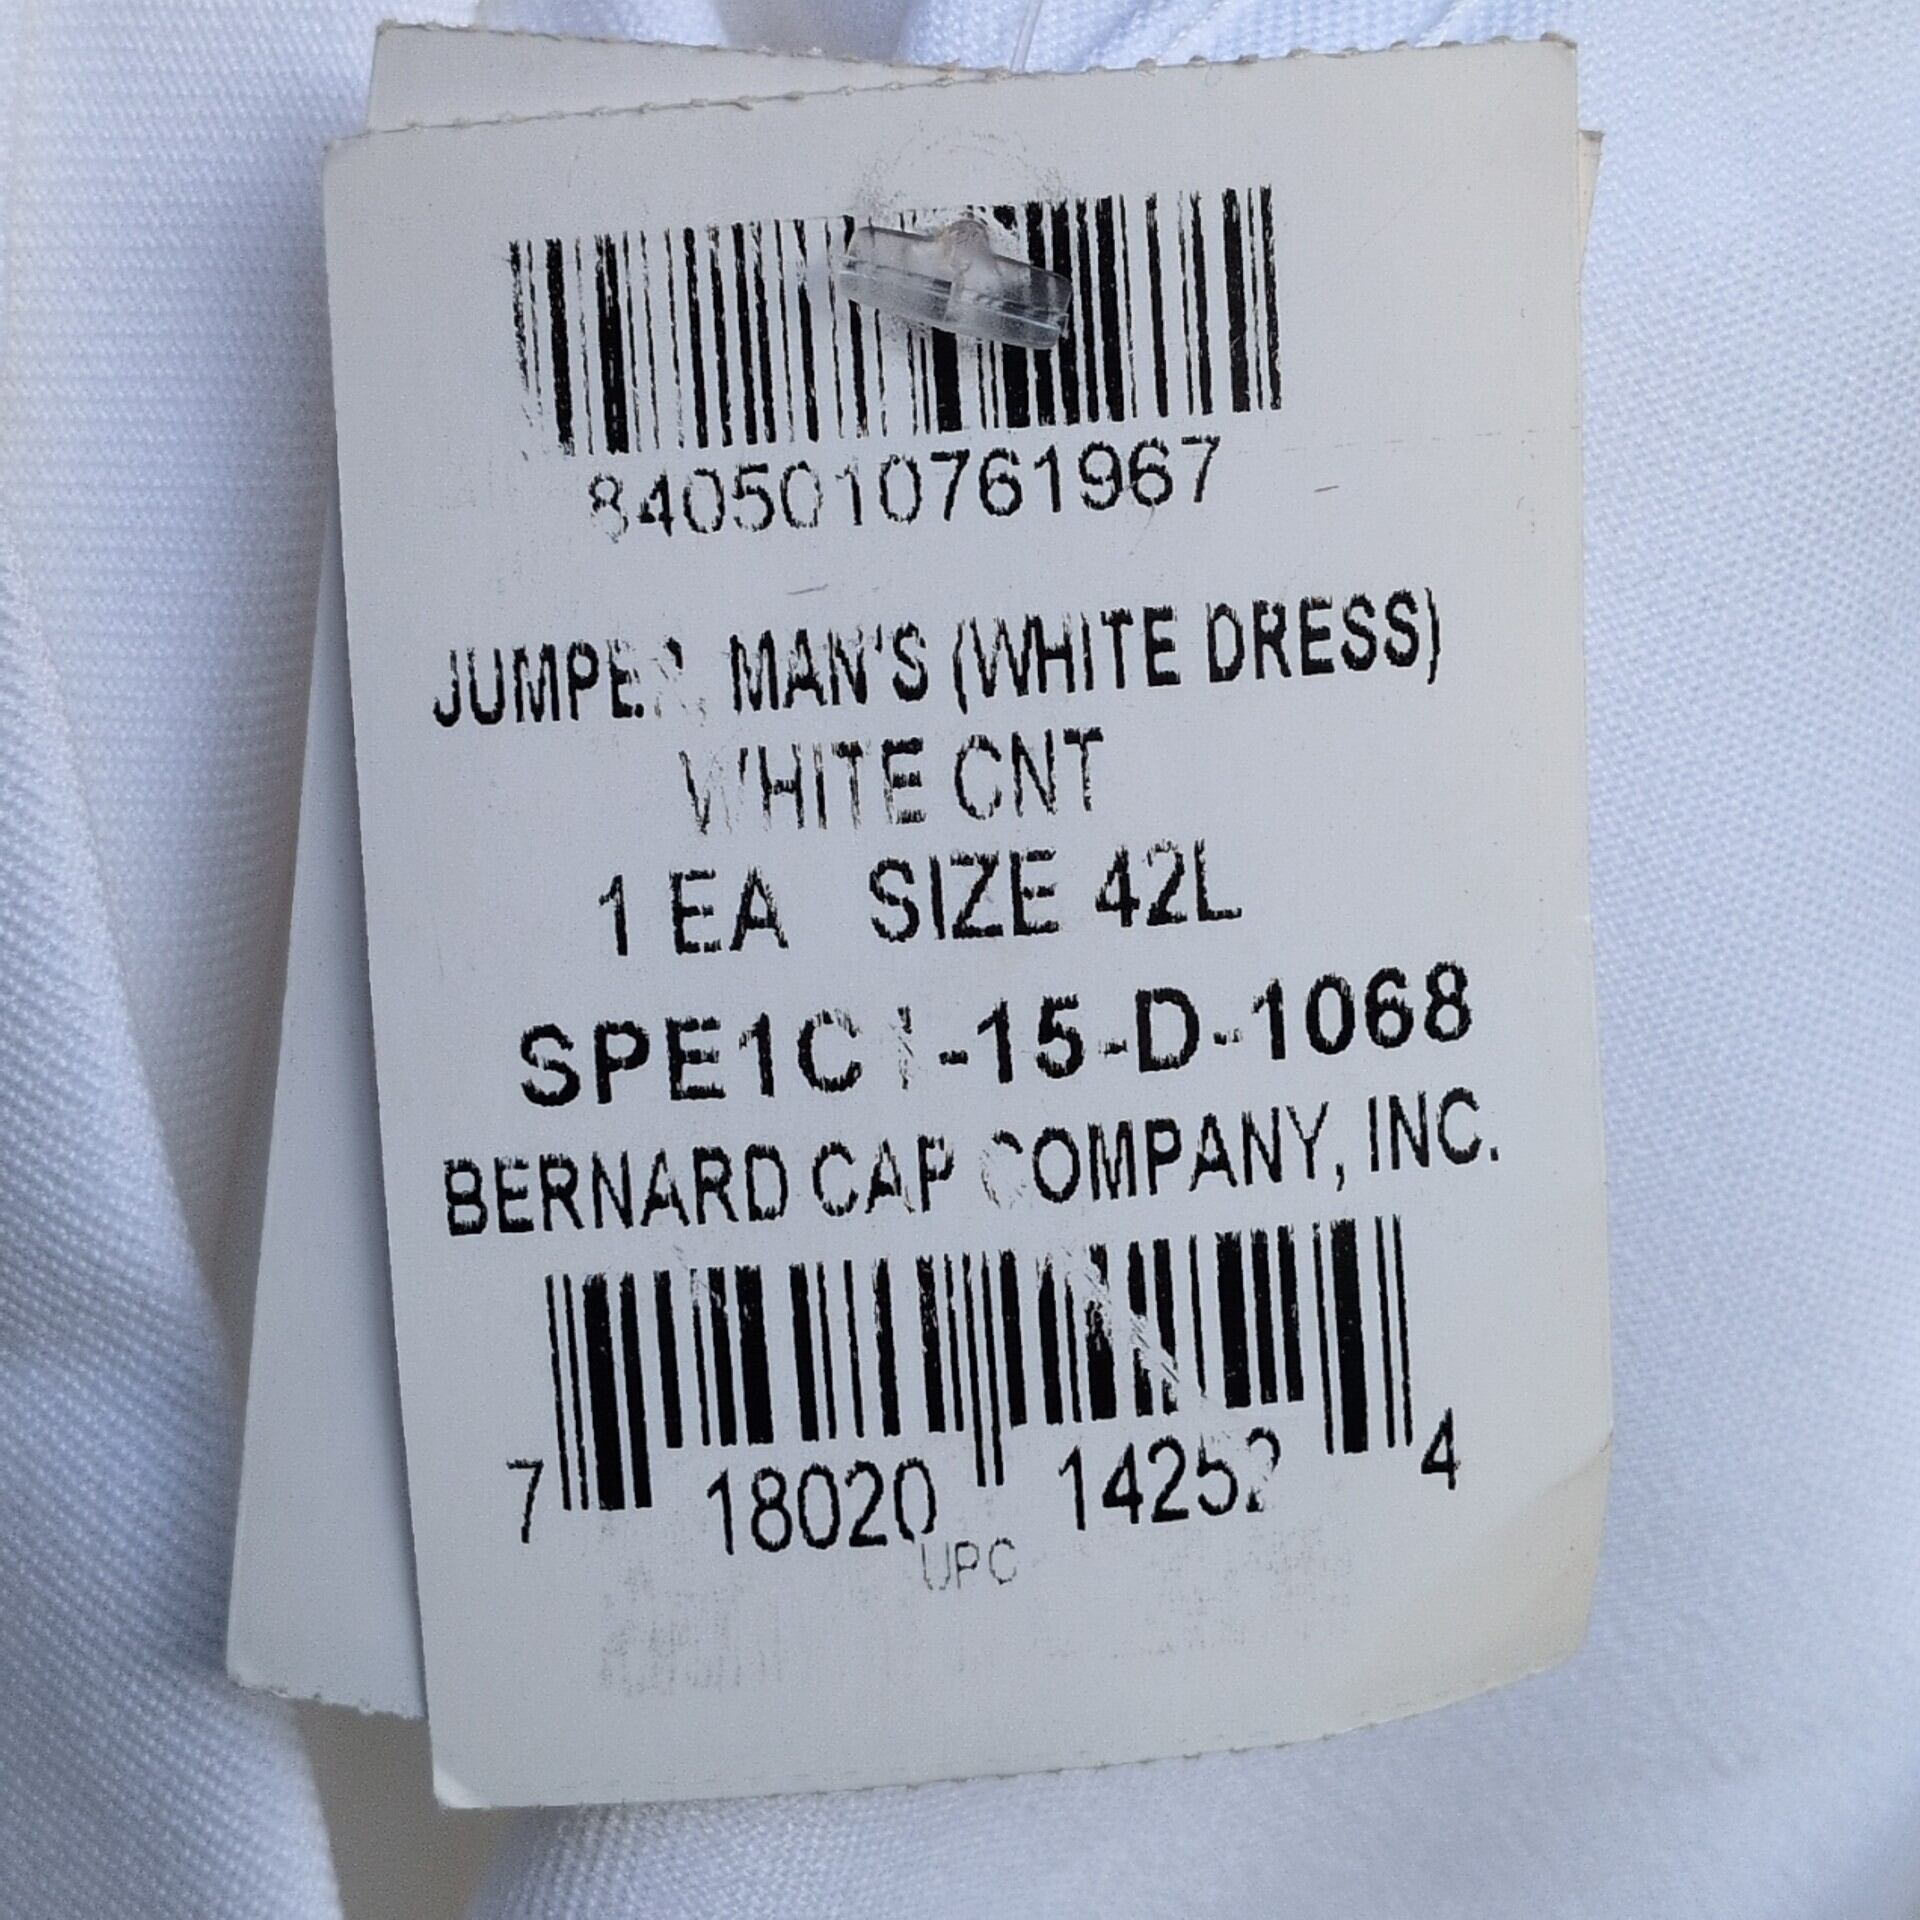 8405010761967
JUMPER, MAN'S (WHITE DRESS)
WHITE CNT
1 EA SIZE 42L
SPE1C1-15-D-1068
BERNARD CAP COMPANY, INC.
7 18020 14252 4
UPC